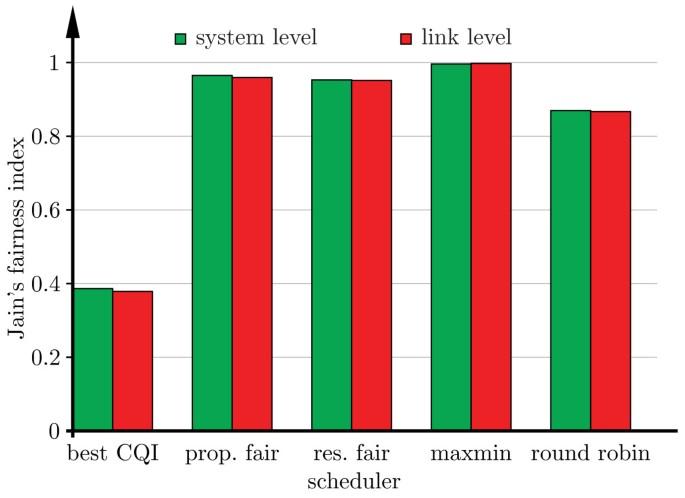 system level
link level
Jain's fairness index
1
0.8
0.6
0.4
0.2
0
best CQI
prop. fair
res. fair
maxmin
round robin
scheduler